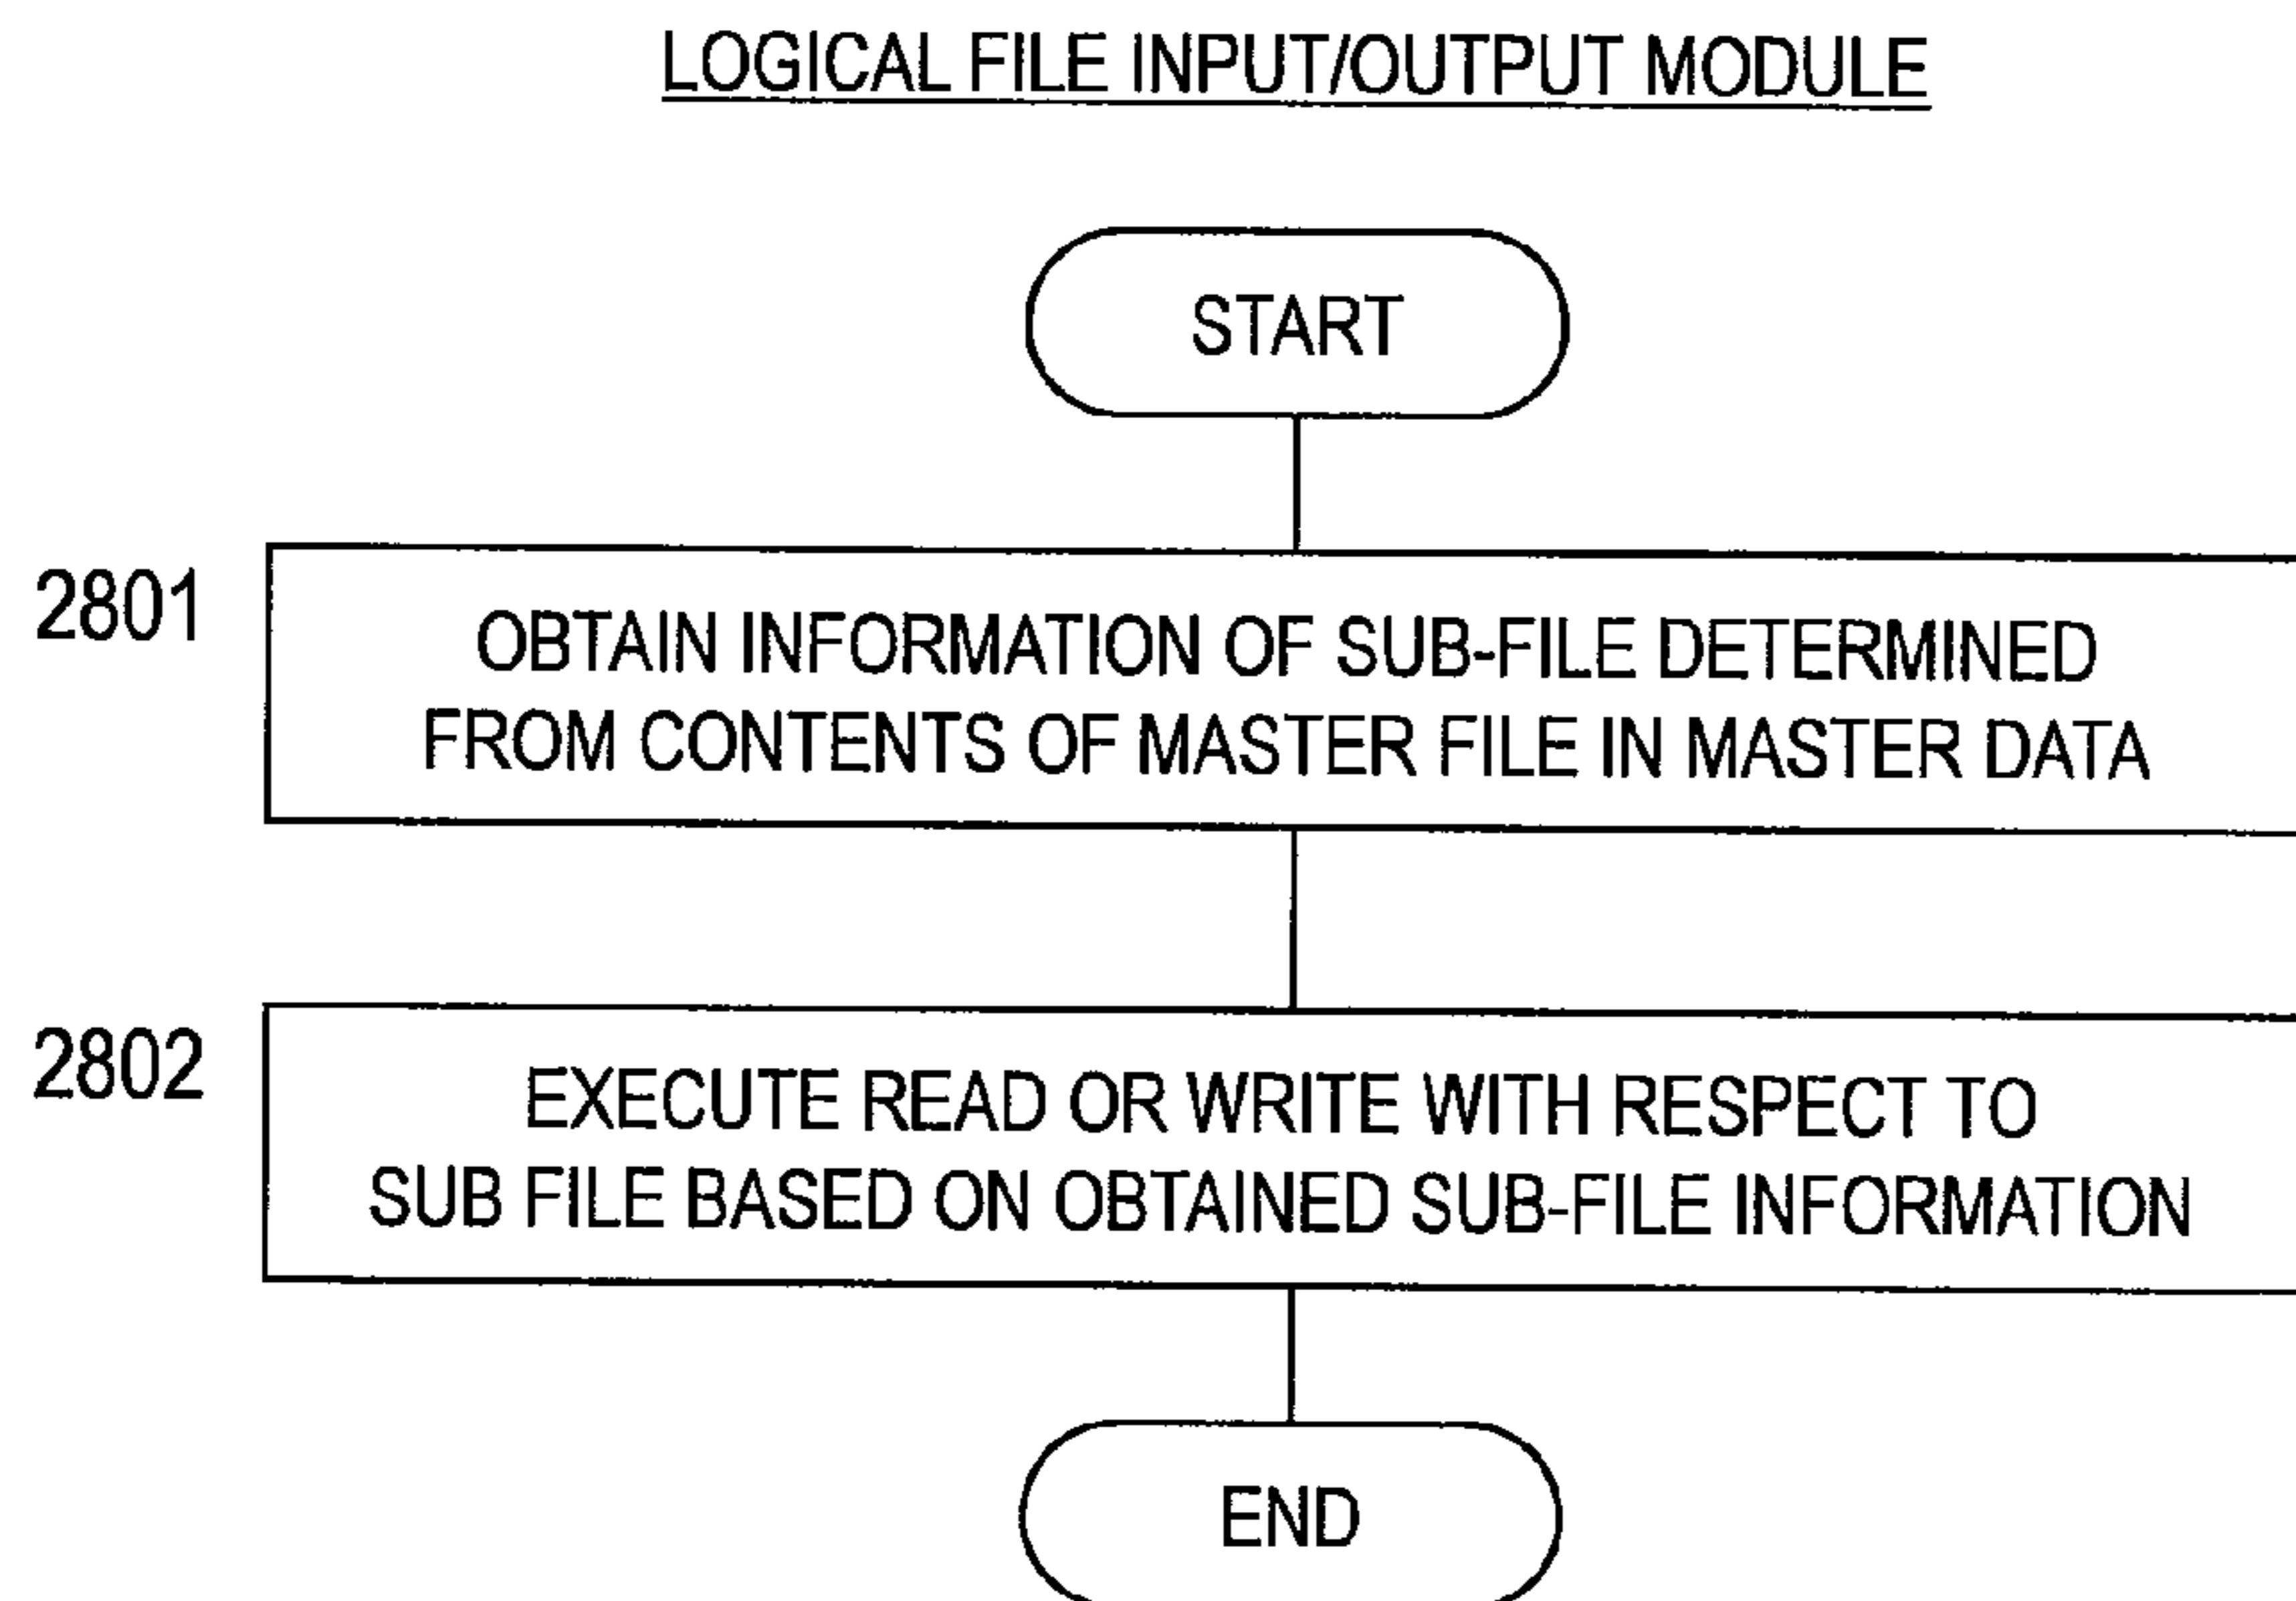 LOGICAL FILE INPUT/OUTPUT MODULE
START
2801
OBTAIN INFORMATION OF SUB-FILE DETERMINED
FROM CONTENTS OF MASTER FILE IN MASTER DATA
2802
EXECUTE READ OR WRITE WITH RESPECT TO
SUB FILE BASED ON OBTAINED SUB-FILE INFORMATION
END